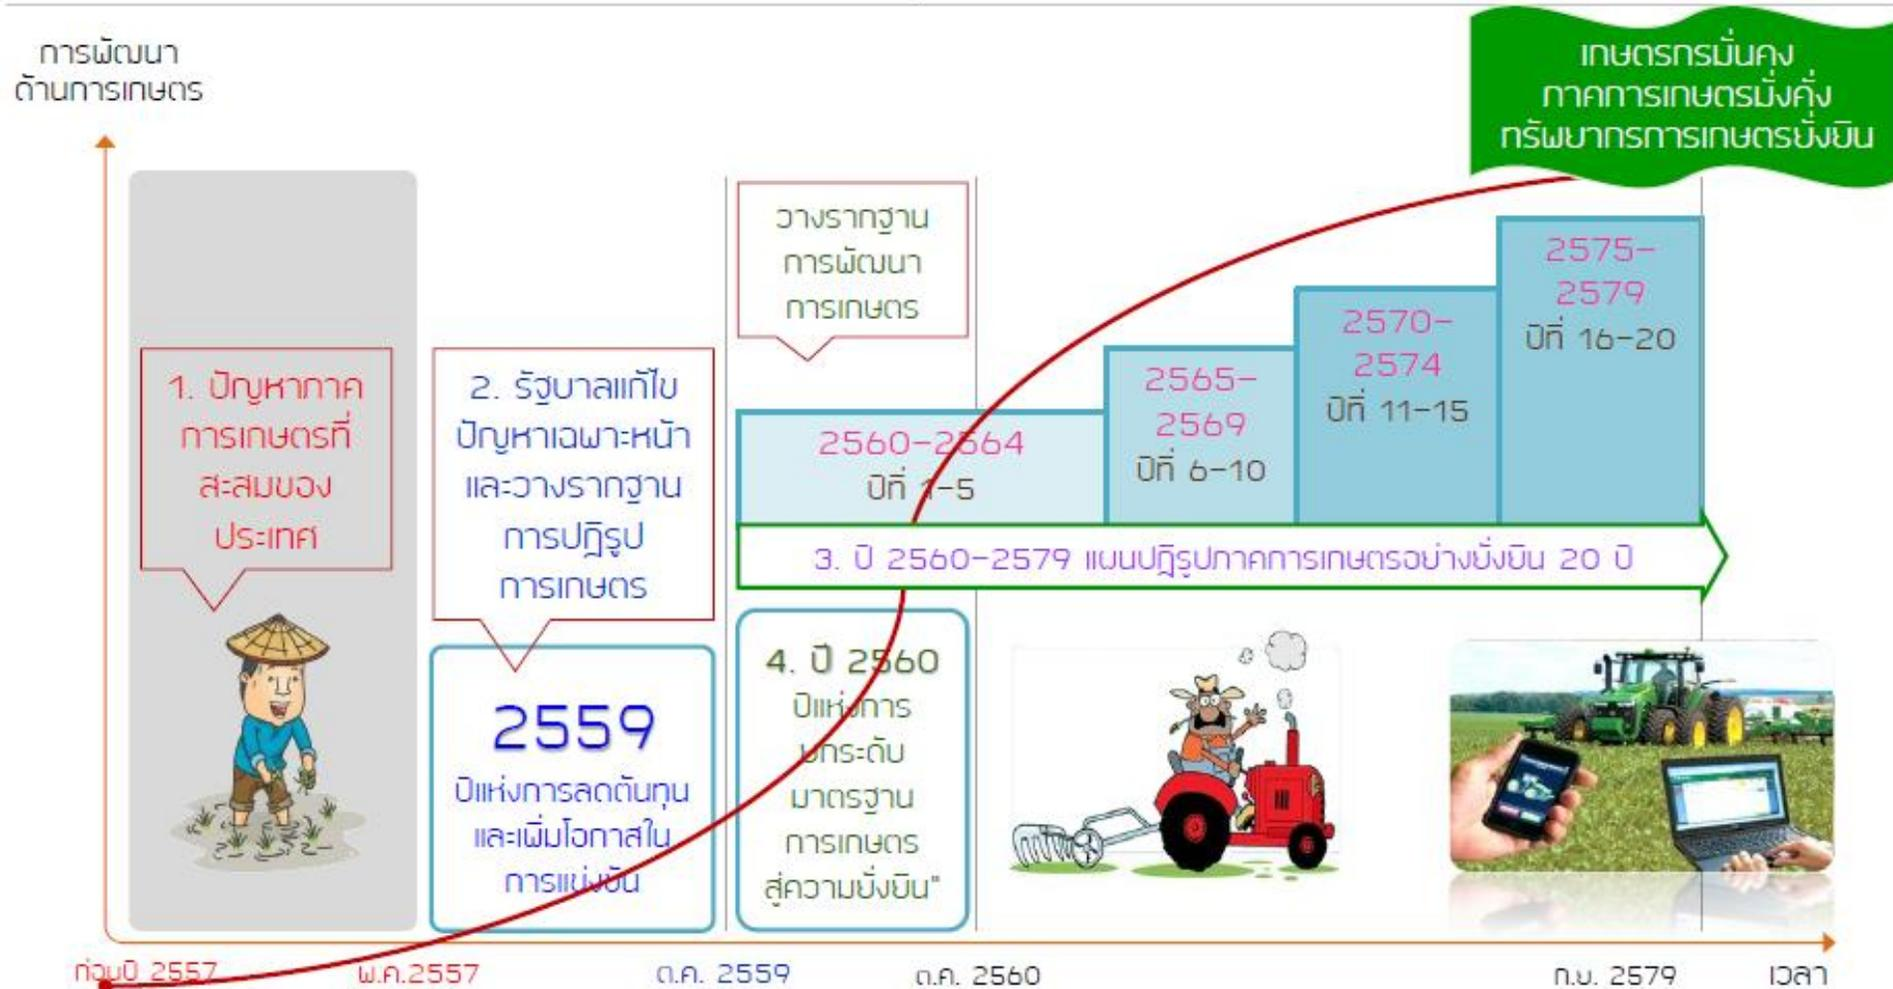 การพัฒนา
ด้านการเกษตร
เกษตรกรมั่นคง
ภาคการเกษตรมั่งคั่ง
ทรัพยากรการเกษตรยั่งยืน
1. ปัญหาภาค
การเกษตรที่
สะสมของ
ประเทศ
2. รัฐบาลแก้ไข
ปัญหาเฉพาะหน้า
และวางรากฐาน
การปฏิรูป
การเกษตร
2559
ปีแห่งการลดต้นทุน
และเพิ่มโอกาสใน
การแข่งขัน
วางรากฐาน
การพัฒนา
การเกษตร
2560-2564
ปีที่ 1-5
2565-
2569
ปีที่ 6-10
2570-
2574
ปีที่ 11-15
2575-
2579
ปีที่ 16-20
3. ปี 2560-2579 แผนปฏิรูปภาคการเกษตรอย่างยั่งยืน 20 ปี
4. ปี 2560
ปีแห่งการ
ยกระดับ
มาตรฐาน
การเกษตร
สู่ความยั่งยืน"
ก่อนปี 2557
พ.ค.2557
ต.ค. 2559
ต.ค. 2560
ก.ย. 2579
เวลา